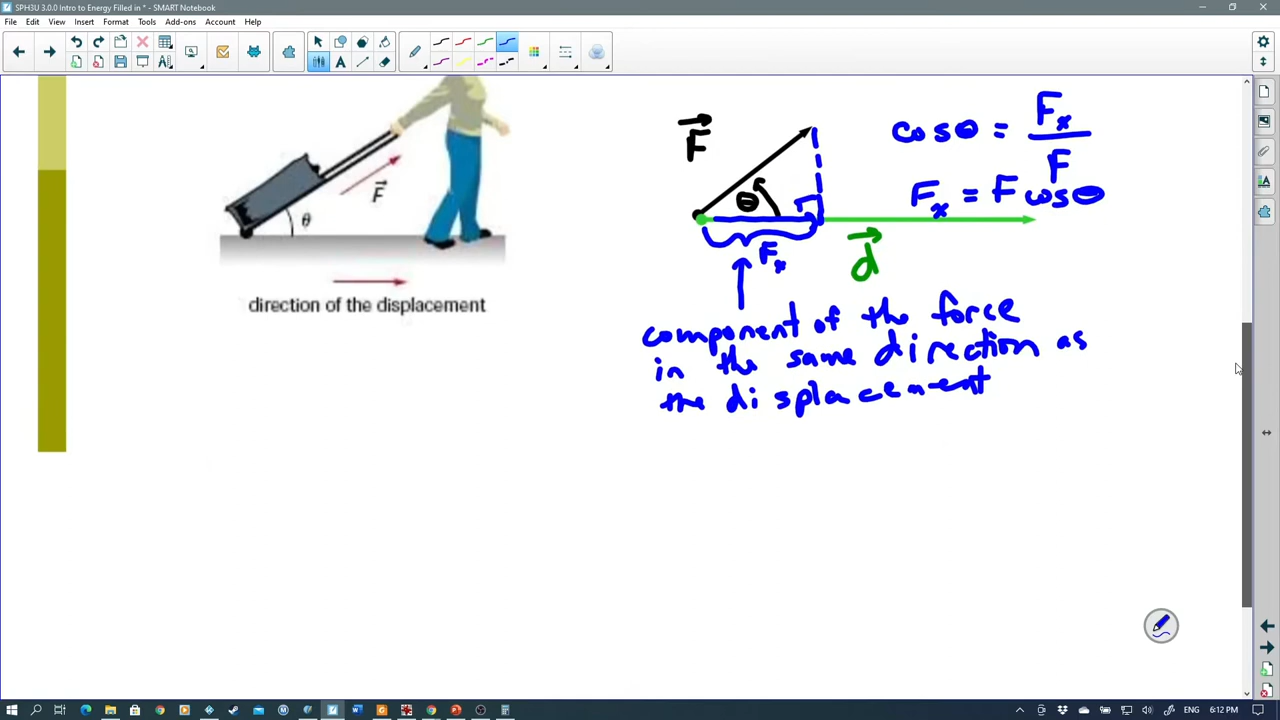 SPH3U 3.0.0 Intro to Energy Filled in * - SMART Notebook
File Edit View Insert Format Tools Add-ons Account Help
F
θ
direction of the displacement
F
θ
Fx
d
cosθ = Fx / F
Fx = F cosθ
component of the force
in the same direction as
the displacement
ENG 6:12 PM